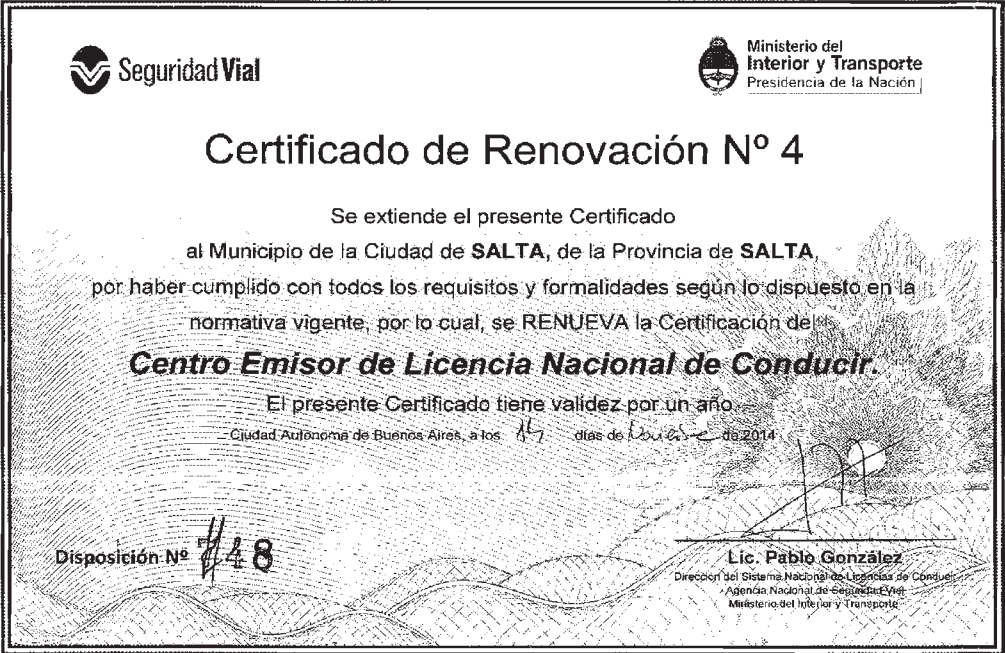 Seguridad Vial
Ministerio del
Interior y Transporte
Presidencia de la Nación
Certificado de Renovación Nº 4
Se extiende el presente Certificado
al Municipio de la Ciudad de SALTA, de la Provincia de SALTA,
por haber cumplido con todos los requisitos y formalidades según lo dispuesto en la
normativa vigente, por lo cual, se RENUEVA la Certificación del
Centro Emisor de Licencia Nacional de Conducir.
El presente Certificado tiene validez por un año.
Ciudad Autónoma de Buenos Aires, a los 14 días de de 2014
Disposición Nº 48
Lic. Pablo González
Dirección del Sistema Nacional de Licencias de Conducir
Agencia Nacional de Seguridad Vial
Ministerio del Interior y Transporte